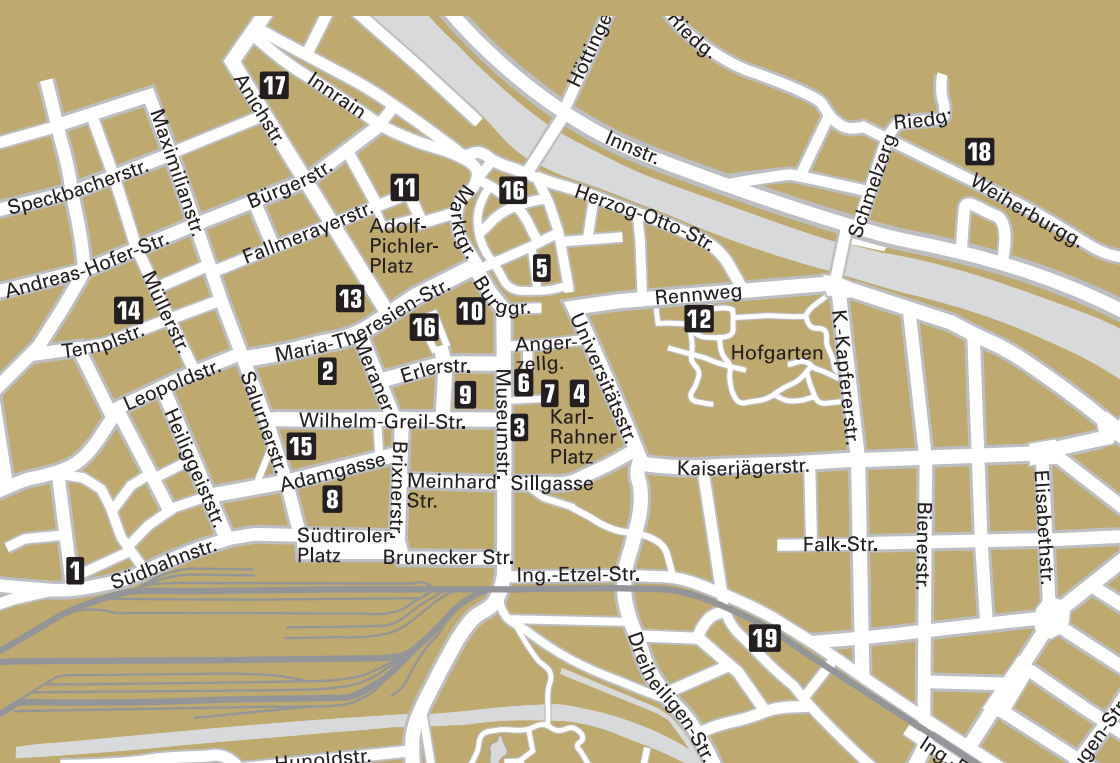 Riedg.
Höttinge
17
Innrain
Anichstr.
Riedg.
Innstr.
18
Maximilianstr.
Schmelzerg
Speckbacherstr.
Bürgerstr.
11
16
Weiherburgg.
Marktgr.
Herzog-Otto-Str.
Fallmerayerstr.
Adolf-
Pichler-
Platz
Andreas-Hofer-Str.
5
Müllerstr.
13
Rennweg
14
10
Burggr.
12
Templstr.
Maria-Theresien-Str.
16
Universitätsstr.
K.-Kapfererstr.
Anger-
zellg.
Hofgarten
2
Meraner
Erlerstr.
Leopoldstr.
Salurnerstr.
9
Museumstr.
6
7
4
Heiliggeiststr.
Wilhelm-Greil-Str.
3
Karl-
Rahner
Platz
15
Brixnerstr.
Adamgasse
Meinhard
Str.
Sillgasse
Kaiserjägerstr.
8
Bienerstr.
Elisabethstr.
Südtiroler-
Platz
Brunecker Str.
Falk-Str.
1
Südbahnstr.
Ing.-Etzel-Str.
19
Dreiheiligen-Str.
Hunoldstr.
Ing.-
gen-Str